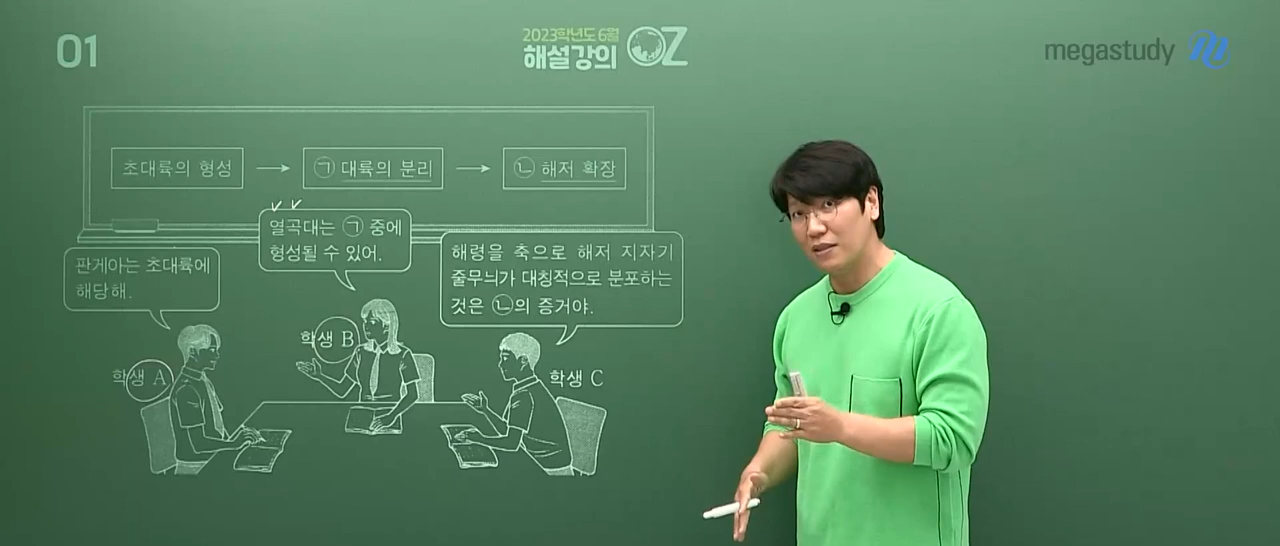 01
2023학년도 6월
해설강의 OZ
megastudy
초대륙의 형성 → ㉠ 대륙의 분리 → ㉡ 해저 확장
열곡대는 ㉠ 중에
형성될 수 있어.
판게아는 초대륙에
해당해.
해령을 축으로 해저 지자기
줄무늬가 대칭적으로 분포하는
것은 ㉡의 증거야.
학생 A
학생 B
학생 C